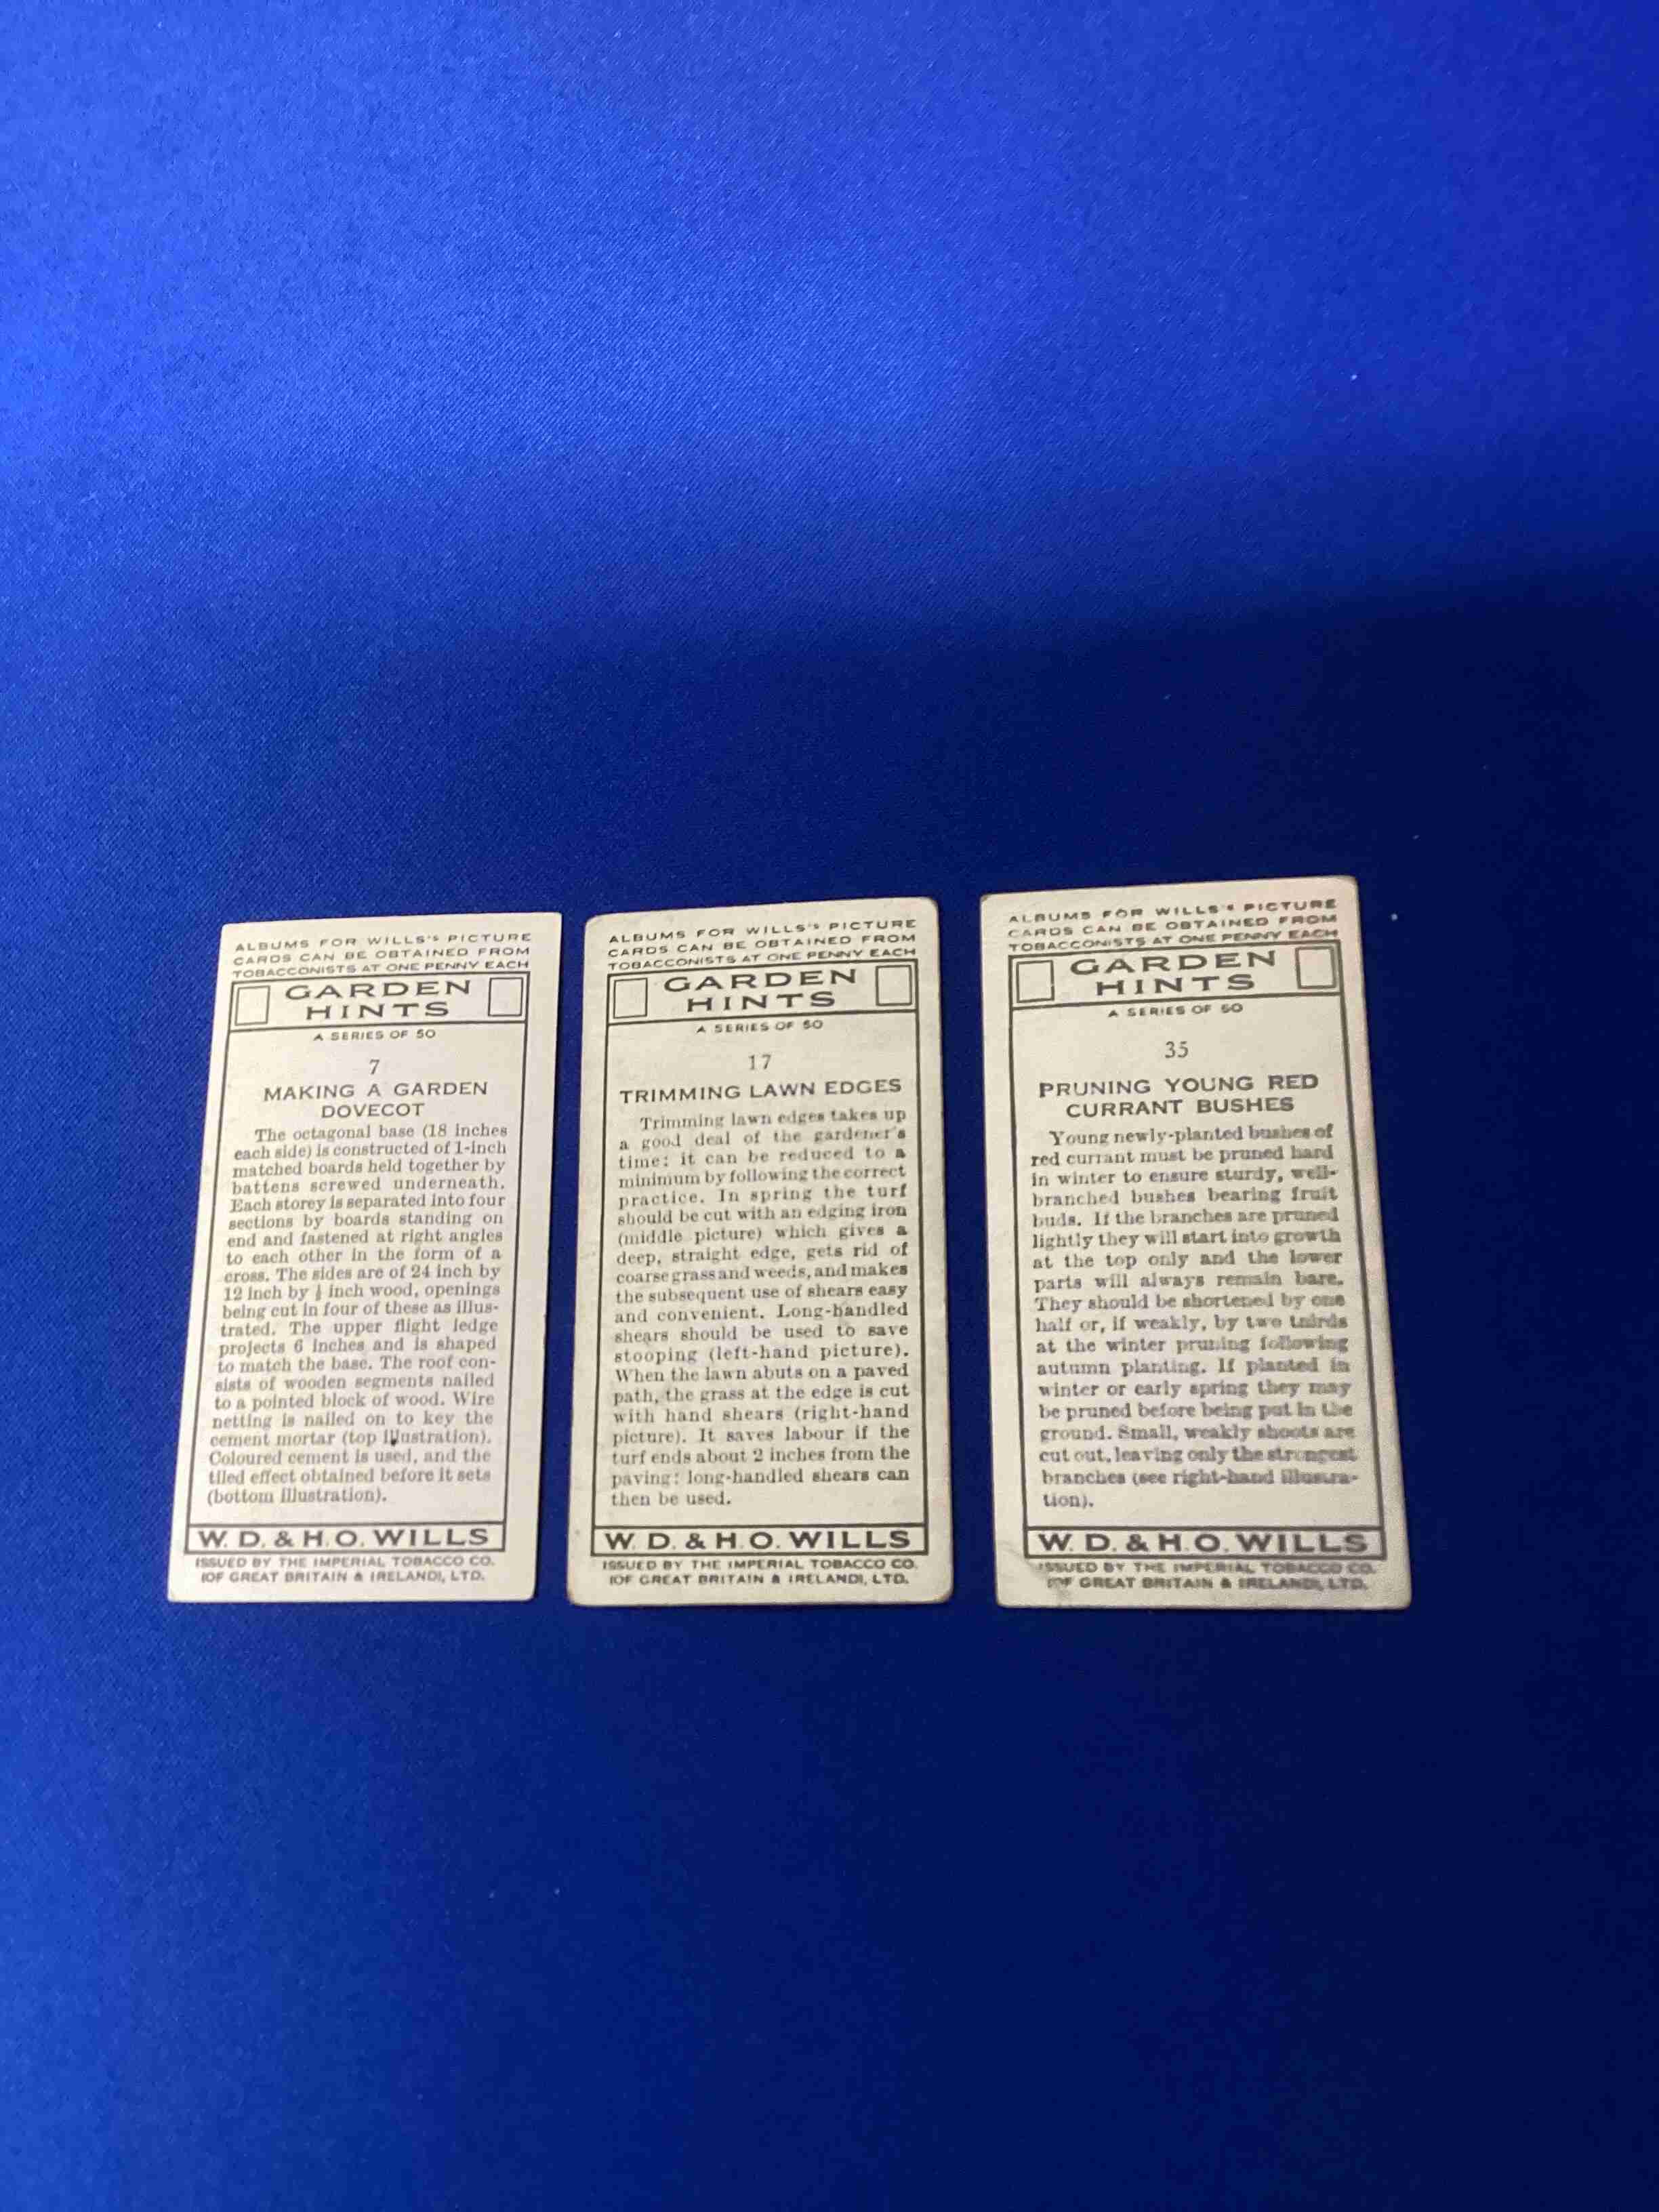 ALBUMS FOR WILLS'S PICTURE
CARDS CAN BE OBTAINED FROM
TOBACCONISTS AT ONE PENNY EACH
GARDEN
HINTS
A SERIES OF 50
7
MAKING A GARDEN
DOVECOT
The octagonal base (18 inches
each side) is constructed of 1-inch
matched boards held together by
battens screwed underneath.
Each storey is separated into four
sections by boards standing on
end and fastened at right angles
to each other in the form of a
cross. The sides are of 24 inch by
12 inch by inch wood, openings
being cut in four of these as illus-
trated. The upper flight ledge
projects 6 inches and is shaped
to match the base. The roof con-
sists of wooden segments nailed
to a pointed block of wood. Wire
netting is nailed on to key the
cement mortar (top illustration).
Coloured cement is used, and the
tiled effect obtained before it sets
(bottom illustration).
W. D. & H. O. WILLS
ISSUED BY THE IMPERIAL TOBACCO CO.
(OF GREAT BRITAIN & IRELAND), LTD.
ALBUMS FOR WILLS'S PICTURE
CARDS CAN BE OBTAINED FROM
TOBACCONISTS AT ONE PENNY EACH
GARDEN
HINTS
A SERIES OF 50
17
TRIMMING LAWN EDGES
Trimming lawn edges takes up
a good deal of the gardener's
time: it can be reduced to a
minimum by following the correct
practice. In spring the turf
should be cut with an edging iron
(middle picture) which gives a
deep, straight edge, gets rid of
coarse grass and weeds, and makes
the subsequent use of shears easy
and convenient. Long-handled
shears should be used to save
stooping (left-hand picture).
When the lawn abuts on a paved
path, the grass at the edge is cut
with hand shears (right-hand
picture). It saves labour if the
turf ends about 2 inches from the
paving: long-handled shears can
then be used.
W. D. & H. O. WILLS
ISSUED BY THE IMPERIAL TOBACCO CO.
(OF GREAT BRITAIN & IRELAND), LTD.
ALBUMS FOR WILLS'S PICTURE
CARDS CAN BE OBTAINED FROM
TOBACCONISTS AT ONE PENNY EACH
GARDEN
HINTS
A SERIES OF 50
35
PRUNING YOUNG RED
CURRANT BUSHES
Young newly-planted bushes of
red currant must be pruned hard
in winter to ensure sturdy, well-
branched bushes bearing fruit
buds. If the branches are pruned
lightly they will start into growth
at the top only and the lower
parts will always remain bare.
They should be shortened by one
half or, if weakly, by two thirds
at the winter pruning following
autumn planting. If planted in
winter or early spring they may
be pruned before being put in the
ground. Small, weakly shoots are
cut out, leaving only the strongest
branches (see right-hand illustra-
tion).
W. D. & H. O. WILLS
ISSUED BY THE IMPERIAL TOBACCO CO.
(OF GREAT BRITAIN & IRELAND), LTD.